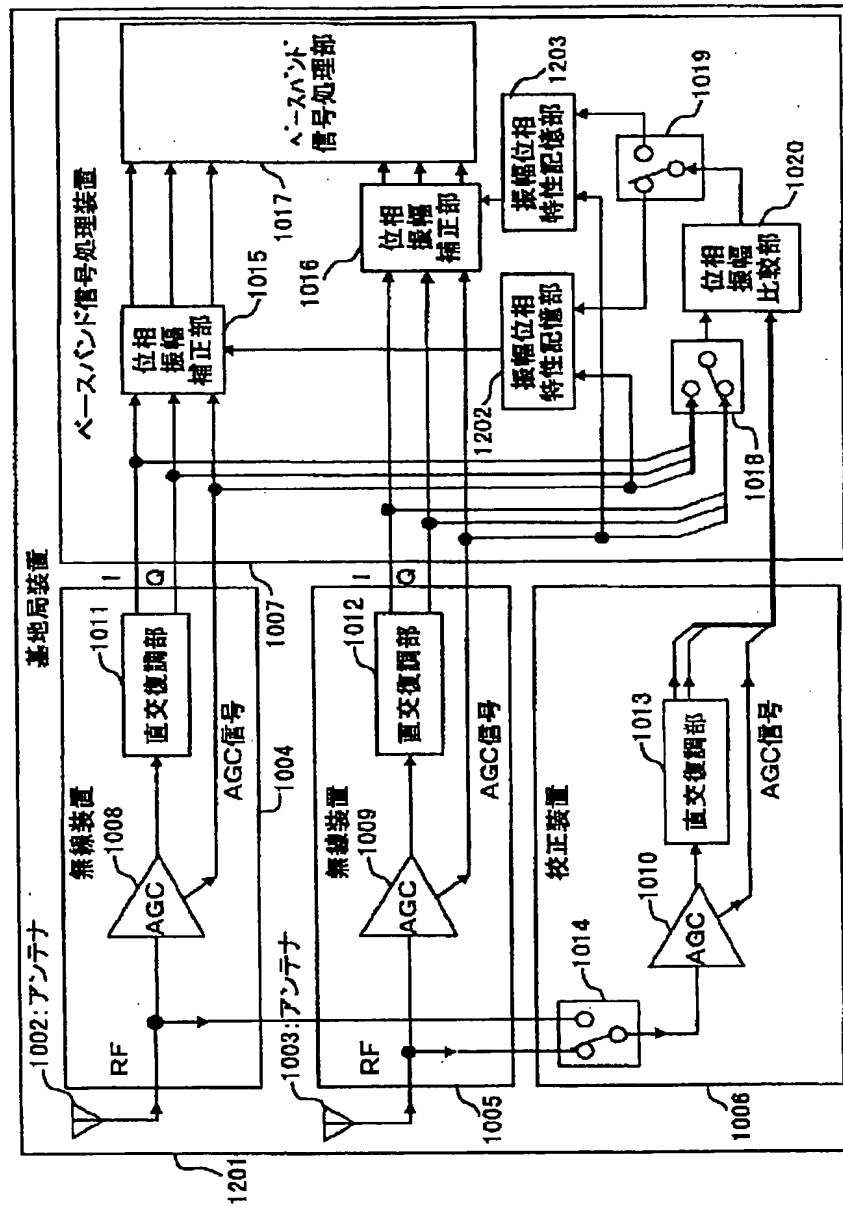 基地局装置
1201
1002:アンテナ
RF
無線装置
1008
AGC
1011
直交復調部
AGC信号
1004
I
Q
1003:アンテナ
RF
無線装置
1009
AGC
1012
直交復調部
AGC信号
1005
I
Q
1007
校正装置
1014
1010
AGC
1013
直交復調部
AGC信号
1006
ベースバンド信号処理装置
1015
位相
振幅
補正部
1016
位相
振幅
補正部
1017
ベースバンド
信号処理部
1202
振幅位相
特性記憶部
1203
振幅位相
特性記憶部
1018
1019
1020
位相
振幅
比較部